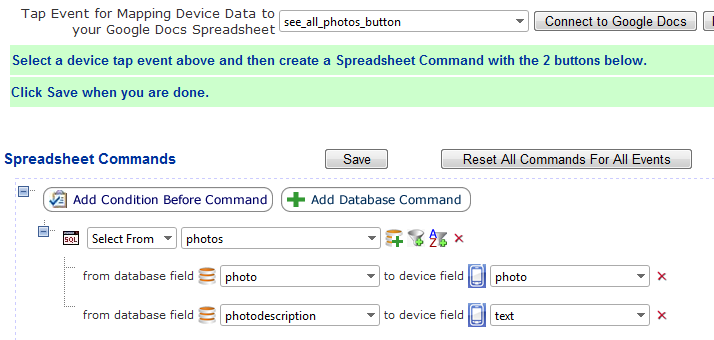 Tap Event for Mapping Device Data to your Google Docs Spreadsheet see_all_photos_button Connect to Google Docs
Select a device tap event above and then create a Spreadsheet Command with the 2 buttons below.
Click Save when you are done.
Spreadsheet Commands Save Reset All Commands For All Events
Add Condition Before Command Add Database Command
SQL Select From photos A Z
from database field photo to device field photo
from database field photodescription to device field text